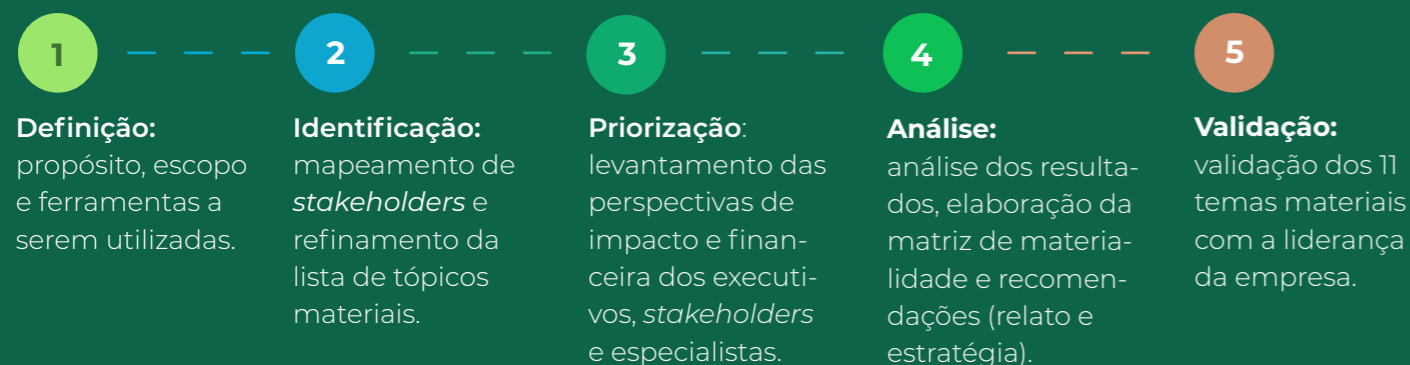 1
Definição:
propósito, escopo
e ferramentas a
serem utilizadas.
2
Identificação:
mapeamento de
stakeholders e
refinamento da
lista de tópicos
materiais.
3
Priorização:
levantamento das
perspectivas de
impacto e finan-
ceira dos executi-
vos, stakeholders
e especialistas.
4
Análise:
análise dos resulta-
dos, elaboração da
matriz de materia-
lidade e recomen-
dações (relato e
estratégia).
5
Validação:
validação dos 11
temas materiais
com a liderança
da empresa.